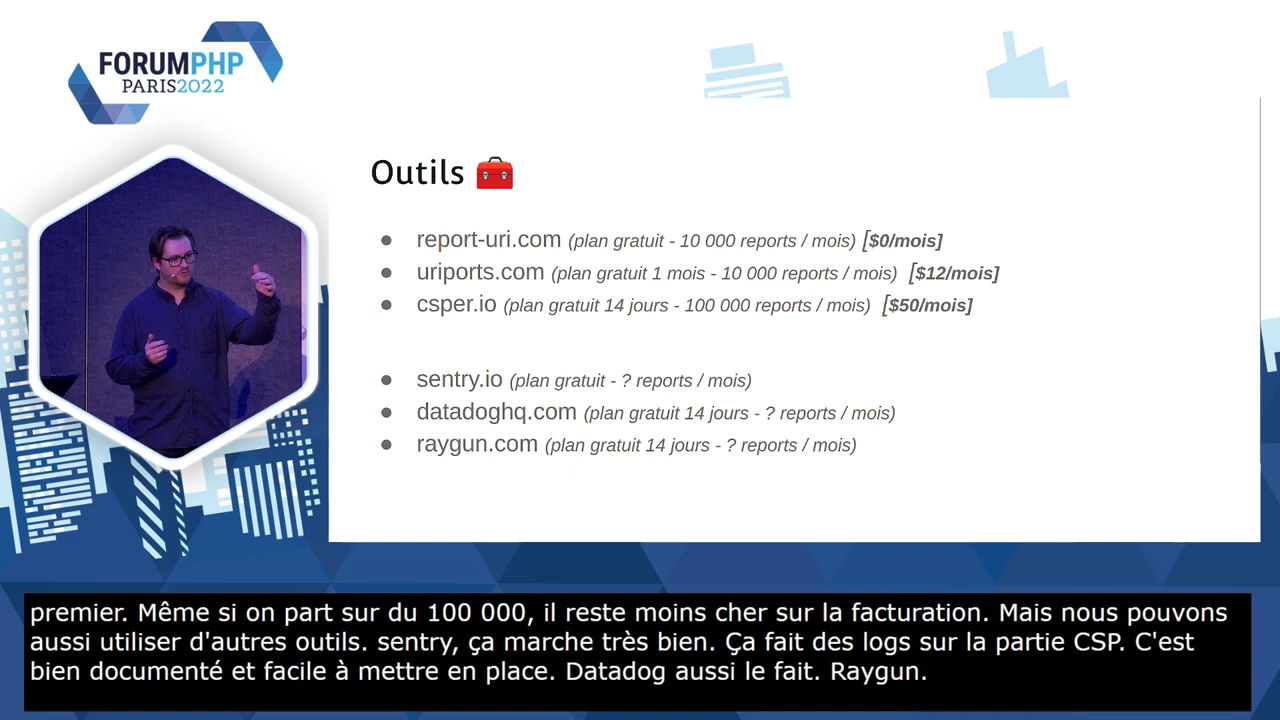 FORUMPHP
PARIS2022
Outils
report-uri.com (plan gratuit - 10 000 reports / mois) [$0/mois]
uriports.com (plan gratuit 1 mois - 10 000 reports / mois) [$12/mois]
csper.io (plan gratuit 14 jours - 100 000 reports / mois) [$50/mois]
sentry.io (plan gratuit - ? reports / mois)
datadoghq.com (plan gratuit 14 jours - ? reports / mois)
raygun.com (plan gratuit 14 jours - ? reports / mois)
premier. Même si on part sur du 100 000, il reste moins cher sur la facturation. Mais nous pouvons
aussi utiliser d'autres outils. sentry, ça marche très bien. Ça fait des logs sur la partie CSP. C'est
bien documenté et facile à mettre en place. Datadog aussi le fait. Raygun.